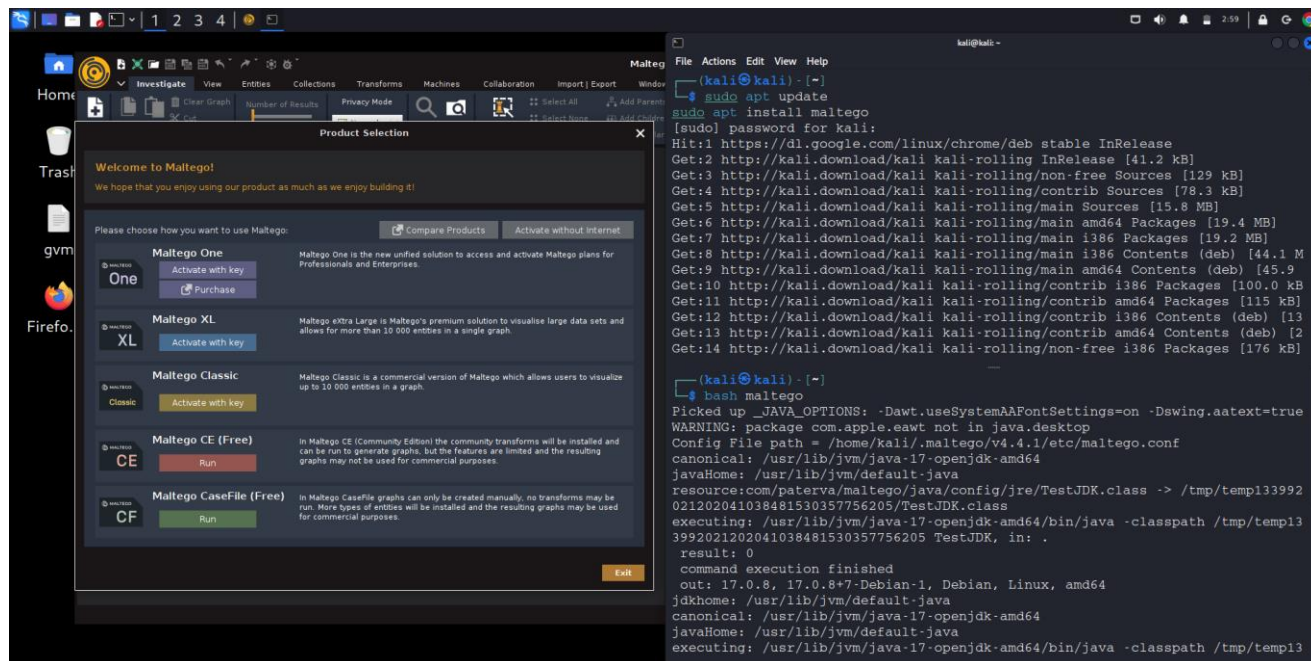 1 2 3 4
2:59
Home
Trash
gvm
Firefo.
Malteg
Investigate View Entities Collections Transforms Machines Collaboration Import | Export Window
Clear Graph
Number of Results
Privacy Mode
Select All
Add Parent
Cut
Select None
Add Childre
Product Selection
Welcome to Maltego!
We hope that you enjoy using our product as much as we enjoy building it!
Please choose how you want to use Maltego:
Compare Products
Activate without Internet
MALTEGO
One
Maltego One
Activate with key
Purchase
Maltego One is the new unified solution to access and activate Maltego plans for
Professionals and Enterprises.
MALTEGO
XL
Maltego XL
Activate with key
Maltego eXtra Large is Maltego's premium solution to visualise large data sets and
allows for more than 10 000 entities in a single graph.
MALTEGO
Classic
Maltego Classic
Activate with key
Maltego Classic is a commercial version of Maltego which allows users to visualize
up to 10 000 entities in a graph.
MALTEGO
CE
Maltego CE (Free)
Run
In Maltego CE (Community Edition) the community transforms will be installed and
can be run to generate graphs, but the features are limited and the resulting
graphs may not be used for commercial purposes.
MALTEGO
CF
Maltego CaseFile (Free)
Run
In Maltego CaseFile graphs can only be created manually, no transforms may be
run. More types of entities will be installed and the resulting graphs may be used
for commercial purposes.
Exit
kali@kali: ~
File Actions Edit View Help
(kali㉿kali)-[~]
$ sudo apt update
sudo apt install maltego
[sudo] password for kali:
Hit:1 https://dl.google.com/linux/chrome/deb stable InRelease
Get:2 http://kali.download/kali kali-rolling InRelease [41.2 kB]
Get:3 http://kali.download/kali kali-rolling/non-free Sources [129 kB]
Get:4 http://kali.download/kali kali-rolling/contrib Sources [78.3 kB]
Get:5 http://kali.download/kali kali-rolling/main Sources [15.8 MB]
Get:6 http://kali.download/kali kali-rolling/main amd64 Packages [19.4 MB]
Get:7 http://kali.download/kali kali-rolling/main i386 Packages [19.2 MB]
Get:8 http://kali.download/kali kali-rolling/main i386 Contents (deb) [44.1 M
Get:9 http://kali.download/kali kali-rolling/main amd64 Contents (deb) [45.9
Get:10 http://kali.download/kali kali-rolling/contrib i386 Packages [100.0 kB
Get:11 http://kali.download/kali kali-rolling/contrib amd64 Packages [115 kB]
Get:12 http://kali.download/kali kali-rolling/contrib i386 Contents (deb) [13
Get:13 http://kali.download/kali kali-rolling/contrib amd64 Contents (deb) [2
Get:14 http://kali.download/kali kali-rolling/non-free i386 Packages [176 kB]
(kali㉿kali)-[~]
$ bash maltego
Picked up _JAVA_OPTIONS: -Dawt.useSystemAAFontSettings=on -Dswing.aatext=true
WARNING: package com.apple.eawt not in java.desktop
Config File path = /home/kali/.maltego/v4.4.1/etc/maltego.conf
canonical: /usr/lib/jvm/java-17-openjdk-amd64
javaHome: /usr/lib/jvm/default-java
resource:com/paterva/maltego/java/config/jre/TestJDK.class -> /tmp/temp133992
0212020410384815303577562​05/TestJDK.class
executing: /usr/lib/jvm/java-17-openjdk-amd64/bin/java -classpath /tmp/temp13
39920212020410384815303577562​05 TestJDK, in: .
result: 0
command execution finished
out: 17.0.8, 17.0.8+7-Debian-1, Debian, Linux, amd64
jdkhome: /usr/lib/jvm/default-java
canonical: /usr/lib/jvm/java-17-openjdk-amd64
javaHome: /usr/lib/jvm/default-java
executing: /usr/lib/jvm/java-17-openjdk-amd64/bin/java -classpath /tmp/temp13